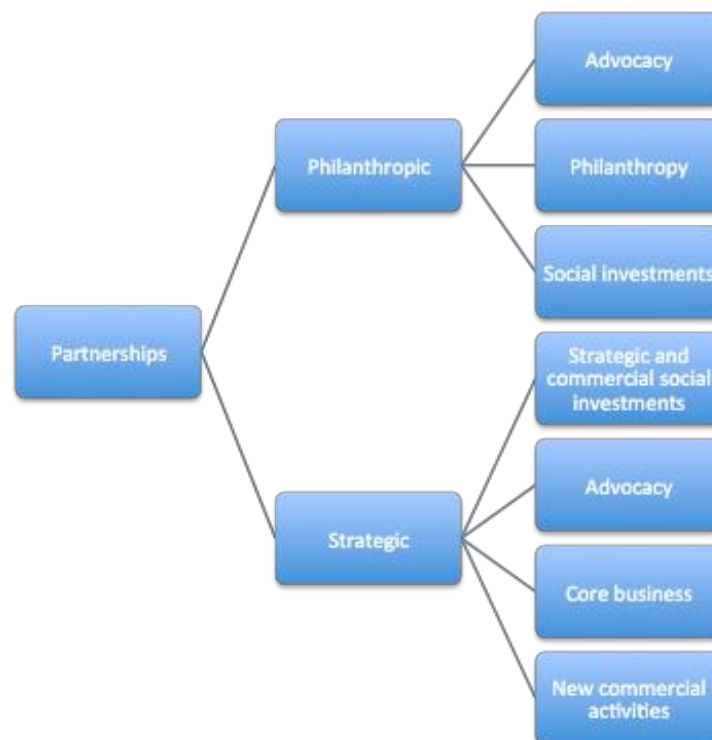 Partnerships
Philanthropic
Advocacy
Philanthropy
Social investments
Strategic
Strategic and
commercial social
investments
Advocacy
Core business
New commercial
activities